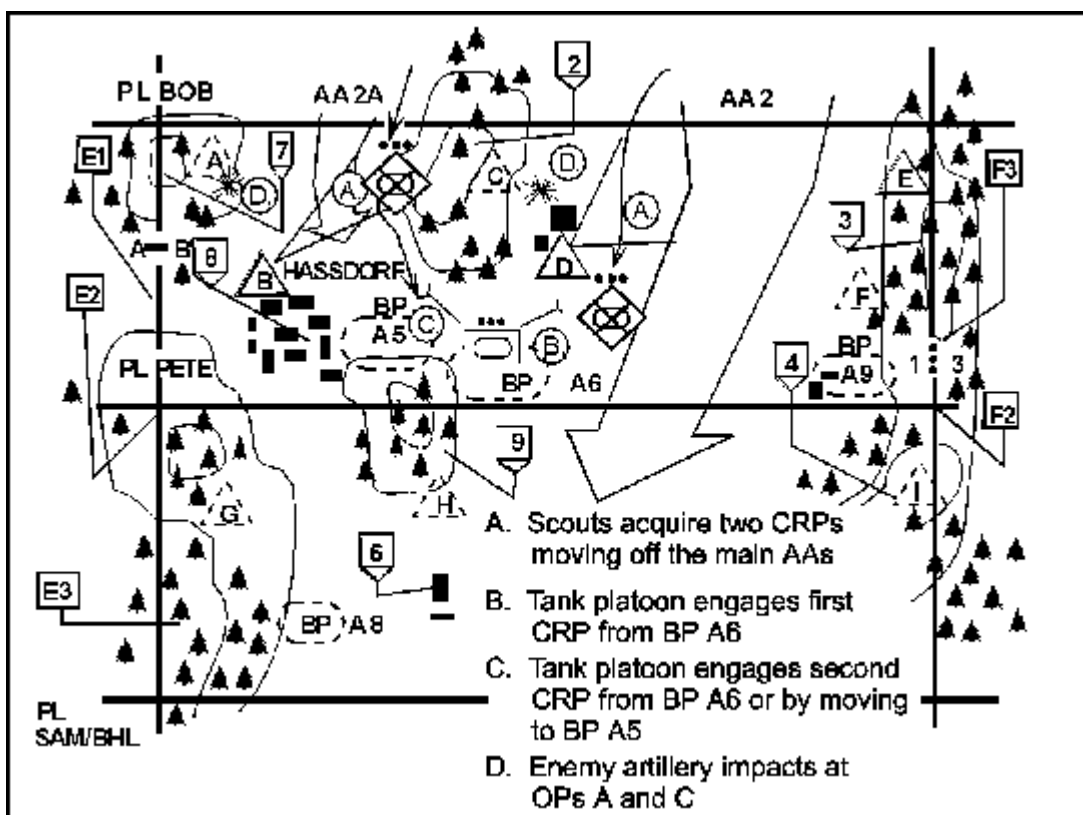 2
PL BOB
AA 2A
AA 2
E1
7
A
C
D
E
F3
D
A
A
A B
8
B
HASSDORF
D
3
F
E2
BP
A5
C
B
BP
A6
4
BP
A9
1 3
PL PETE
F2
9
G
H
I
A. Scouts acquire two CRPs
moving off the main AAs
6
E3
B. Tank platoon engages first
CRP from BP A6
BP A8
C. Tank platoon engages second
CRP from BP A6 or by moving
to BP A5
PL
SAM/BHL
D. Enemy artillery impacts at
OPs A and C